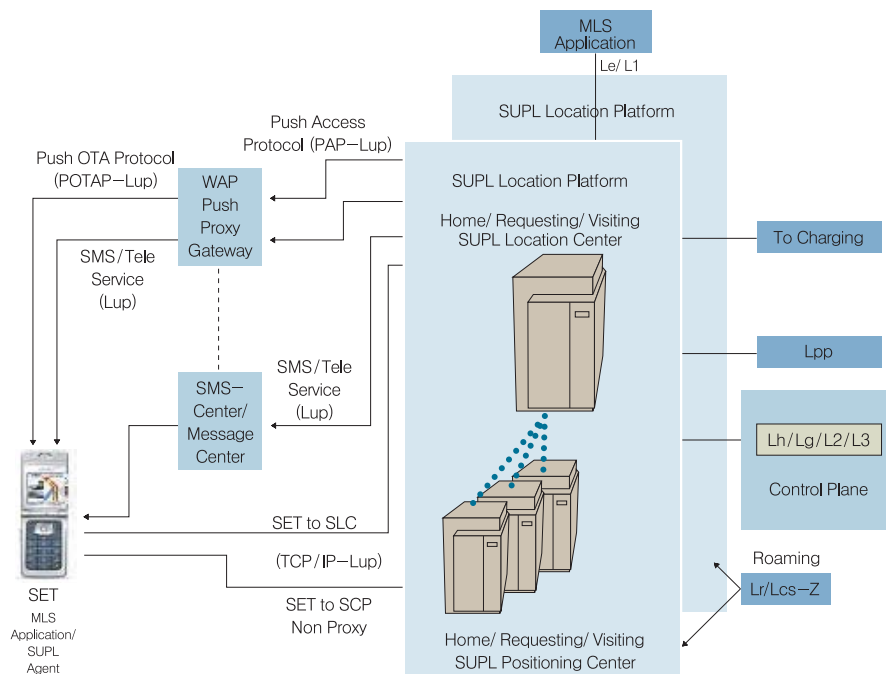 MLS
Application
Le/ L1
SUPL Location Platform
Push Access
Protocol (PAP-Lup)
Push OTA Protocol
(POTAP-Lup)
WAP
Push
Proxy
Gateway
SUPL Location Platform
Home/ Requesting/ Visiting
SUPL Location Center
To Charging
SMS/Tele
Service
(Lup)
Lpp
SMS-
Center/
Message
Center
SMS/Tele
Service
(Lup)
Lh/Lg/L2/L3
Control Plane
SET to SLC
(TCP/IP-Lup)
SET to SCP
Non Proxy
Roaming
Lr/Lcs-Z
SET
MLS
Application/
SUPL
Agent
Home/ Requesting/ Visiting
SUPL Positioning Center